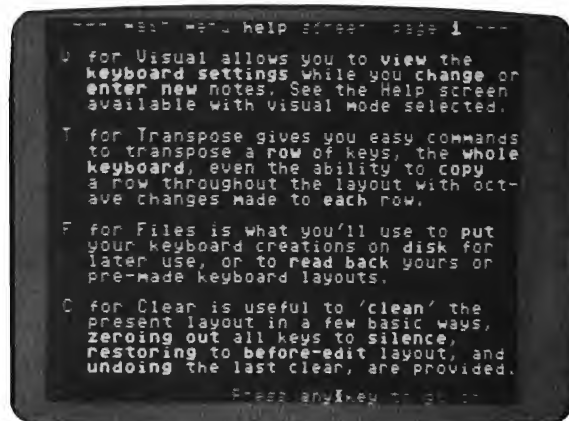 --- main menu help screen page 1 ---
V for Visual allows you to view the
keyboard settings while you change or
enter new notes. See the Help screen
available with visual mode selected.
T for Transpose gives you easy commands
to transpose a row of keys, the whole
keyboard, even the ability to copy
a row throughout the layout with oct-
ave changes made to each row.
F for Files is what you'll use to put
your keyboard creations on disk for
later use, or to read back yours or
pre-made keyboard layouts.
C for Clear is useful to 'clean' the
present layout in a few basic ways,
zeroing out all keys to silence,
restoring to before-edit layout, and
undoing the last clear, are provided.
Press any key to